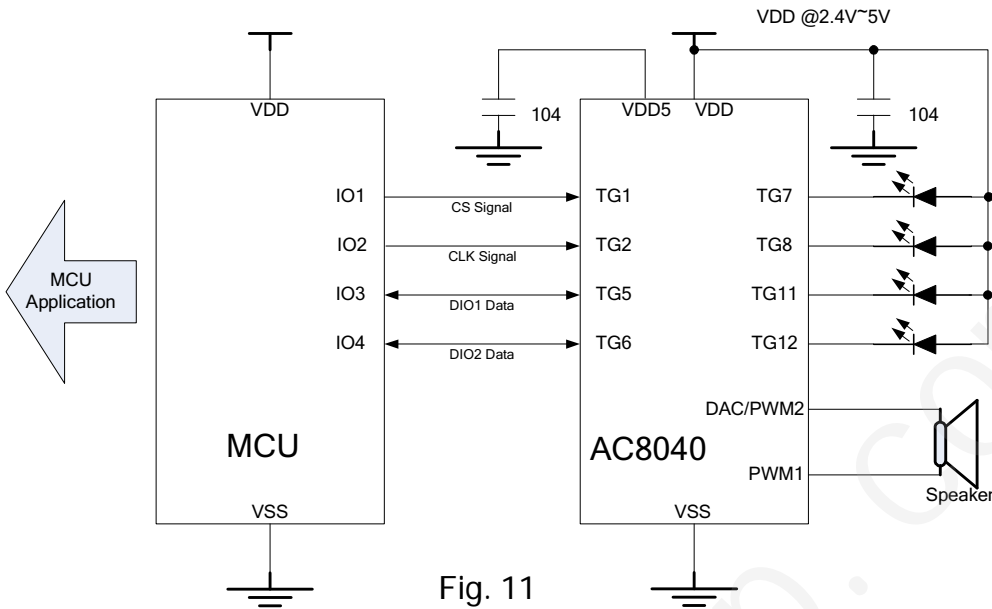 VDD @2.4V~5V
VDD
VDD5
VDD
104
104
IO1
CS Signal
TG1
TG7
IO2
CLK Signal
TG2
TG8
IO3
DIO1 Data
TG5
TG11
IO4
DIO2 Data
TG6
TG12
MCU
Application
DAC/PWM2
MCU
AC8040
PWM1
Speaker
VSS
VSS
Fig. 11